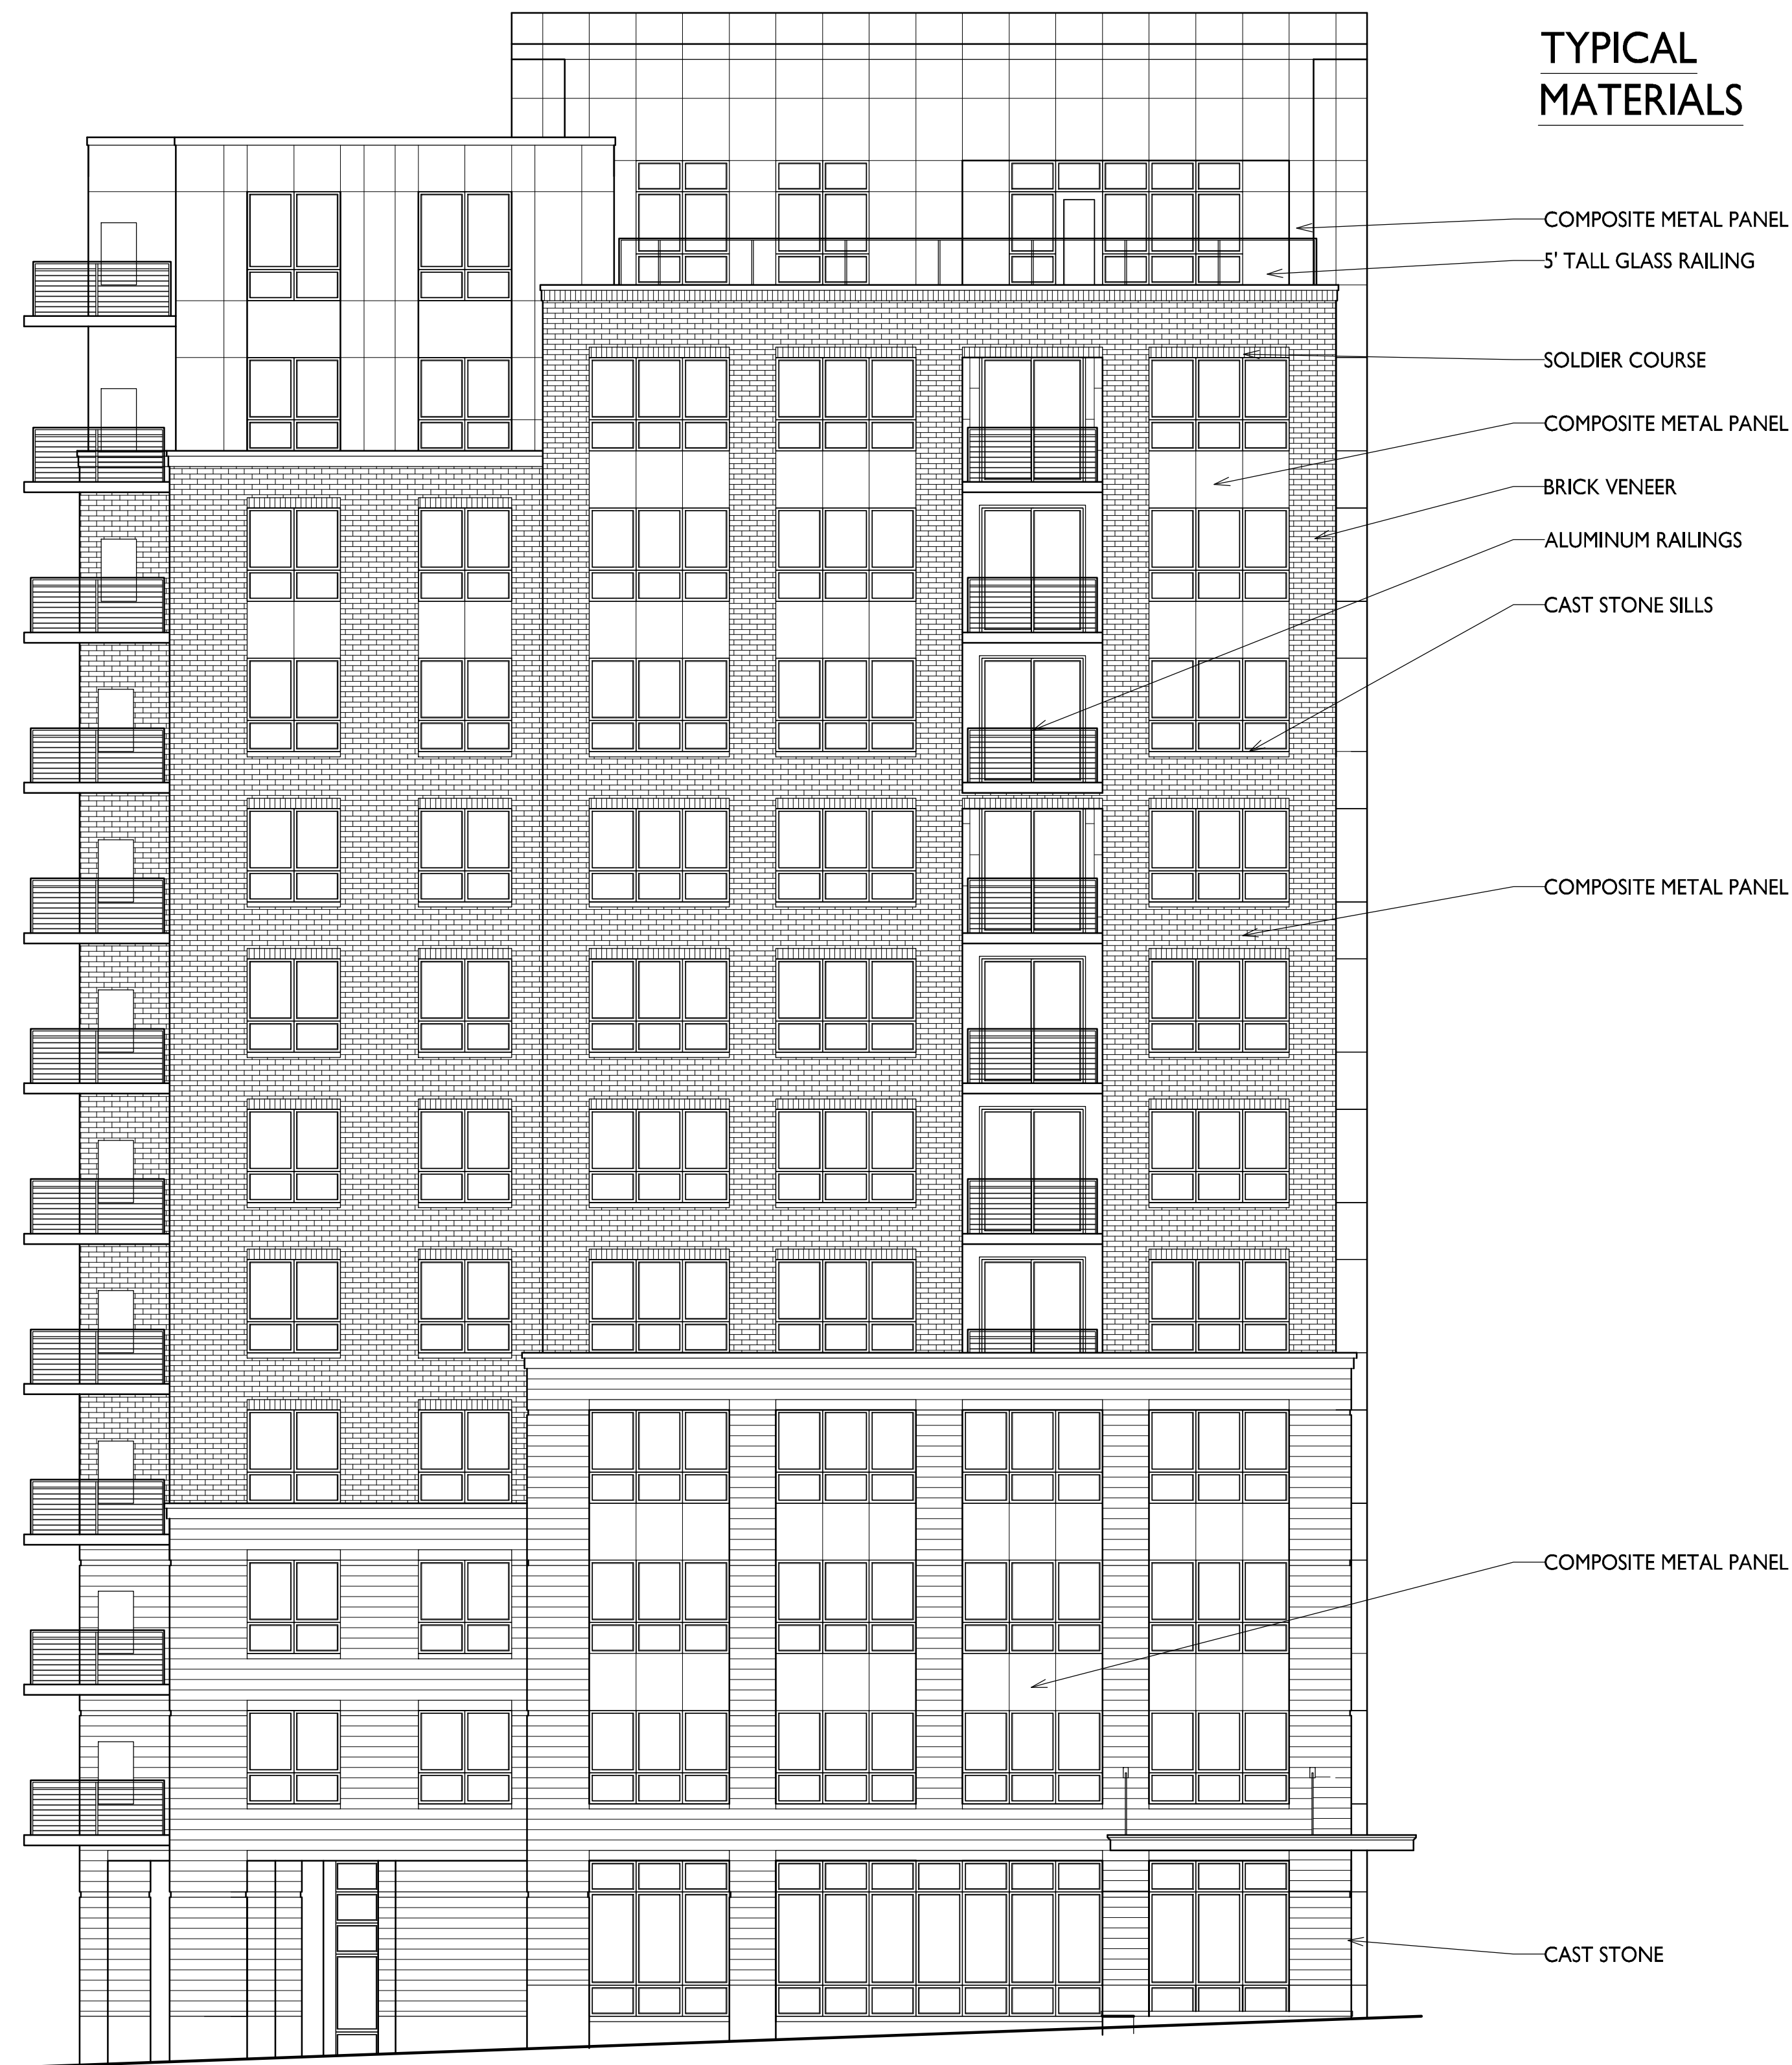 TYPICAL
MATERIALS
COMPOSITE METAL PANEL
5' TALL GLASS RAILING
SOLDIER COURSE
COMPOSITE METAL PANEL
BRICK VENEER
ALUMINUM RAILINGS
CAST STONE SILLS
COMPOSITE METAL PANEL
COMPOSITE METAL PANEL
CAST STONE